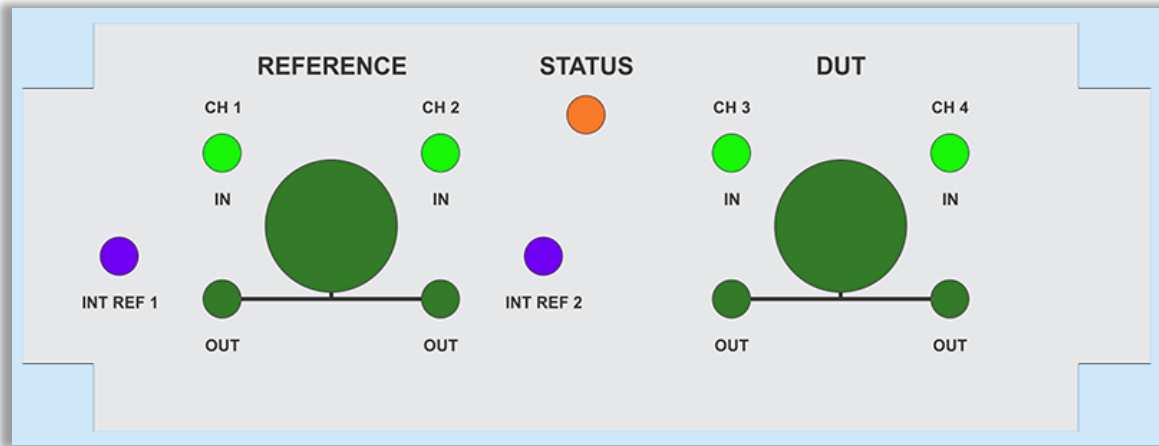 REFERENCE STATUS DUT
CH 1 CH 2 CH 3 CH 4
IN IN IN IN
INT REF 1 INT REF 2
OUT OUT OUT OUT